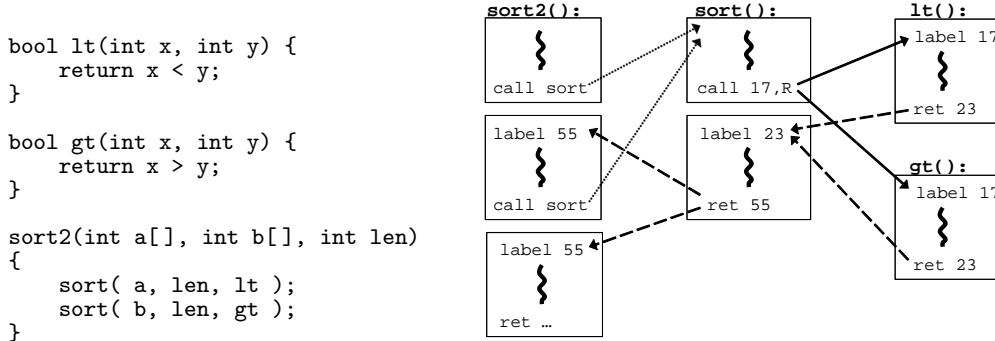 bool lt(int x, int y) {
    return x < y;
}
bool gt(int x, int y) {
    return x > y;
}
sort2(int a[], int b[], int len)
{
    sort( a, len, lt );
    sort( b, len, gt );
}
sort2():
call sort
label 55
call sort
label 55
ret …
sort():
call 17,R
label 23
ret 55
lt():
label 17
ret 23
gt():
label 17
ret 23